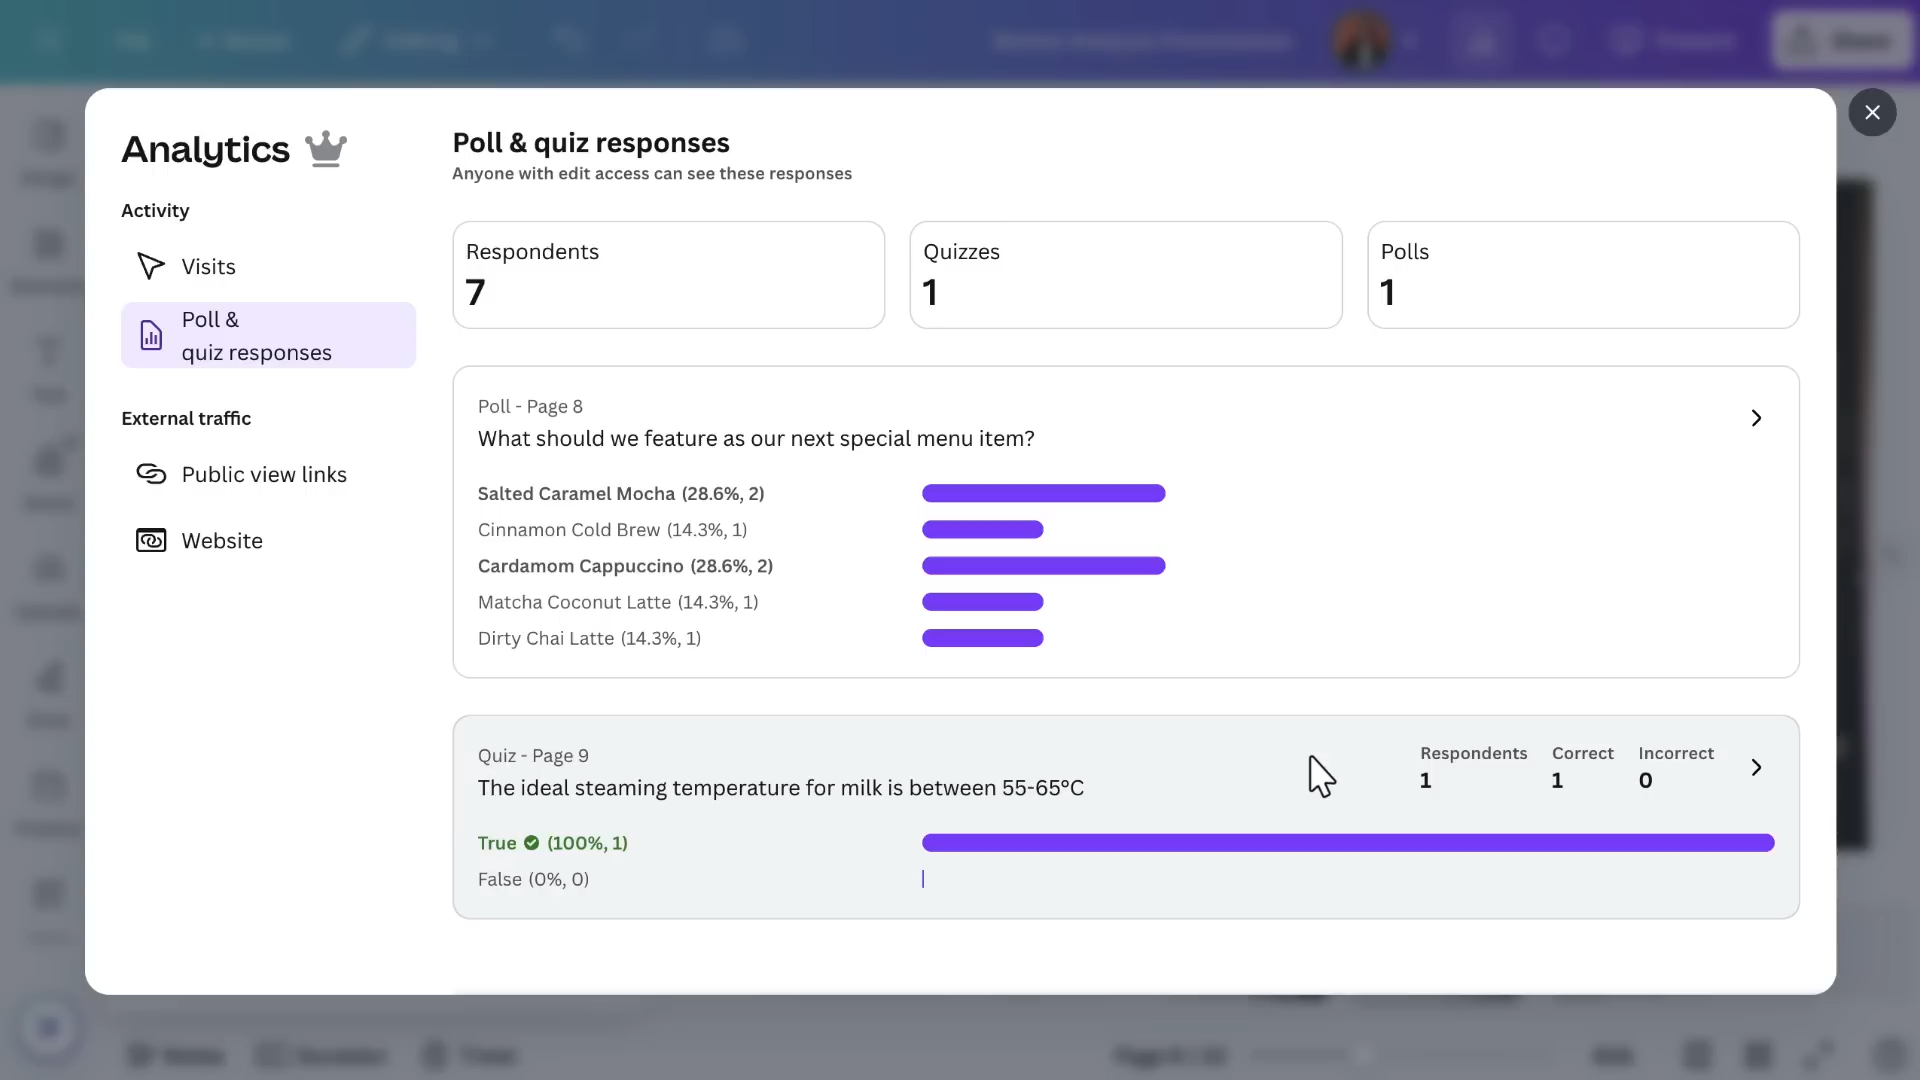 Analytics
Activity
Visits
Poll &
quiz responses
External traffic
Public view links
Website
Poll & quiz responses
Anyone with edit access can see these responses
Respondents
7
Quizzes
1
Polls
1
Poll - Page 8
What should we feature as our next special menu item?
Salted Caramel Mocha (28.6%, 2)
Cinnamon Cold Brew (14.3%, 1)
Cardamom Cappuccino (28.6%, 2)
Matcha Coconut Latte (14.3%, 1)
Dirty Chai Latte (14.3%, 1)
Quiz - Page 9
The ideal steaming temperature for milk is between 55-65°C
Respondents Correct Incorrect
1 1 0
True (100%, 1)
False (0%, 0)